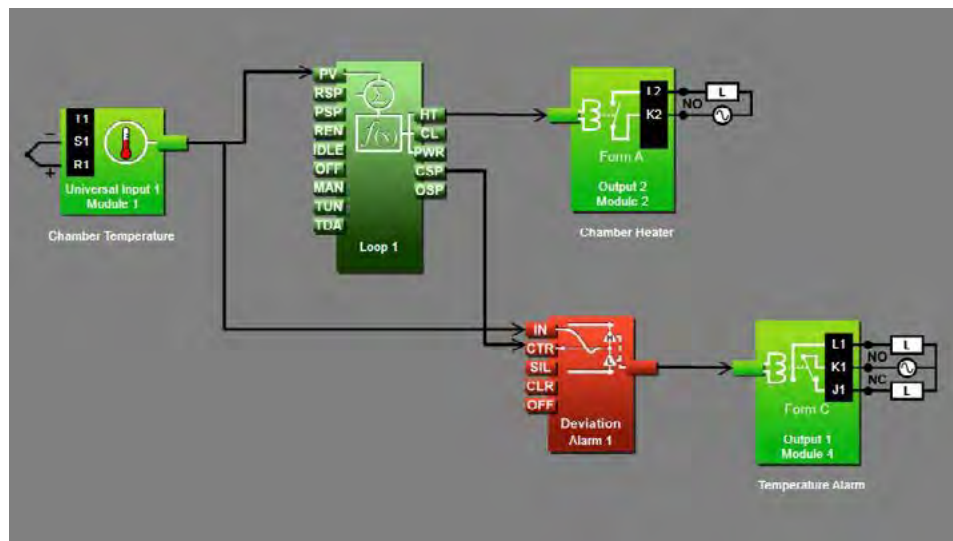 T1
S1
R1
Universal Input 1
Module 1
Chamber Temperature
PV
RSP
PSP
REN
IDLE
OFF
MAN
TUN
TDA
HT
CL
PWR
CSP
OSP
Loop 1
L2
K2
NO
L
Form A
Output 2
Module 2
Chamber Heater
IN
CTR
SIL
CLR
OFF
Deviation
Alarm 1
L1
K1
J1
NO
NC
L
L
Form C
Output 1
Module 4
Temperature Alarm